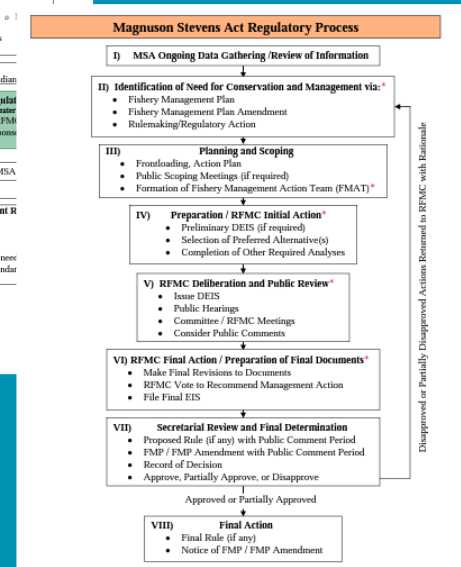 Magnuson Stevens Act Regulatory Process
I) MSA Ongoing Data Gathering /Review of Information
II) Identification of Need for Conservation and Management via:*
• Fishery Management Plan
• Fishery Management Plan Amendment
• Rulemaking/Regulatory Action
III) Planning and Scoping
• Frontloading, Action Plan
• Public Scoping Meetings (if required)
• Formation of Fishery Management Action Team (FMAT)*
IV) Preparation / RFMC Initial Action*
• Preliminary DEIS (if required)
• Selection of Preferred Alternative(s)
• Completion of Other Required Analyses
V) RFMC Deliberation and Public Review*
• Issue DEIS
• Public Hearings
• Committee / RFMC Meetings
• Consider Public Comments
VI) RFMC Final Action / Preparation of Final Documents*
• Make Final Revisions to Documents
• RFMC Vote to Recommend Management Action
• File Final EIS
VII) Secretarial Review and Final Determination
• Proposed Rule (if any) with Public Comment Period
• FMP / FMP Amendment with Public Comment Period
• Record of Decision
• Approve, Partially Approve, or Disapprove
Approved or Partially Approved
VIII) Final Action
• Final Rule (if any)
• Notice of FMP / FMP Amendment
Disapproved or Partially Disapproved Actions Returned to RFMC with Rationale